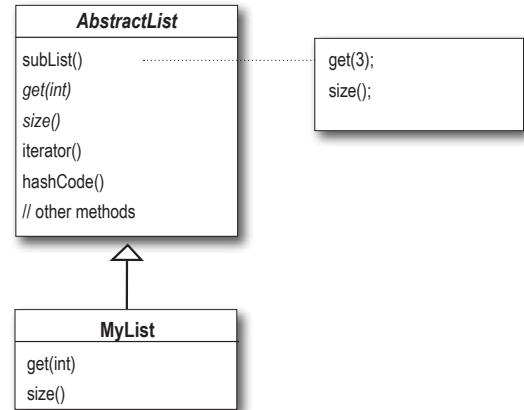 AbstractList
subList()
get(int)
size()
iterator()
hashCode()
// other methods
get(3);
size();
MyList
get(int)
size()